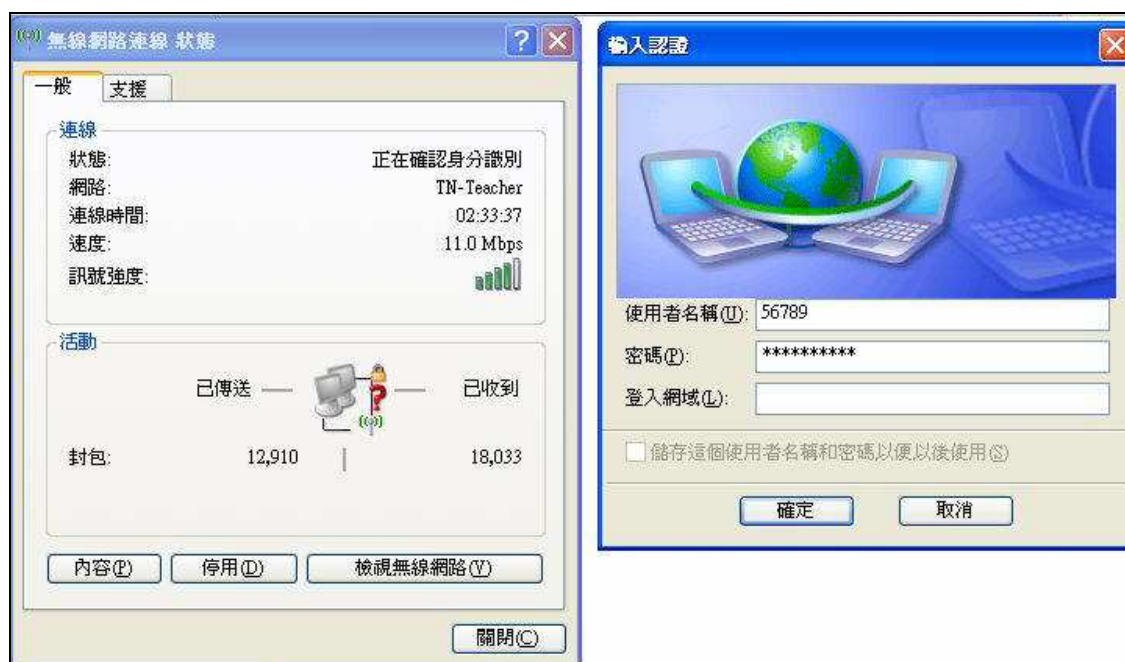 無線網路連線 狀態
一般
支援
連線
狀態: 正在確認身分識別
網路: TN-Teacher
連線時間: 02:33:37
速度: 11.0 Mbps
訊號強度:
活動
已傳送 — — 已收到
封包: 12,910 | 18,033
內容(P) 停用(D) 檢視無線網路(V)
關閉(C)
輸入認證
使用者名稱(U): 56789
密碼(P): **********
登入網域(L):
儲存這個使用者名稱和密碼以便以後使用(S)
確定 取消